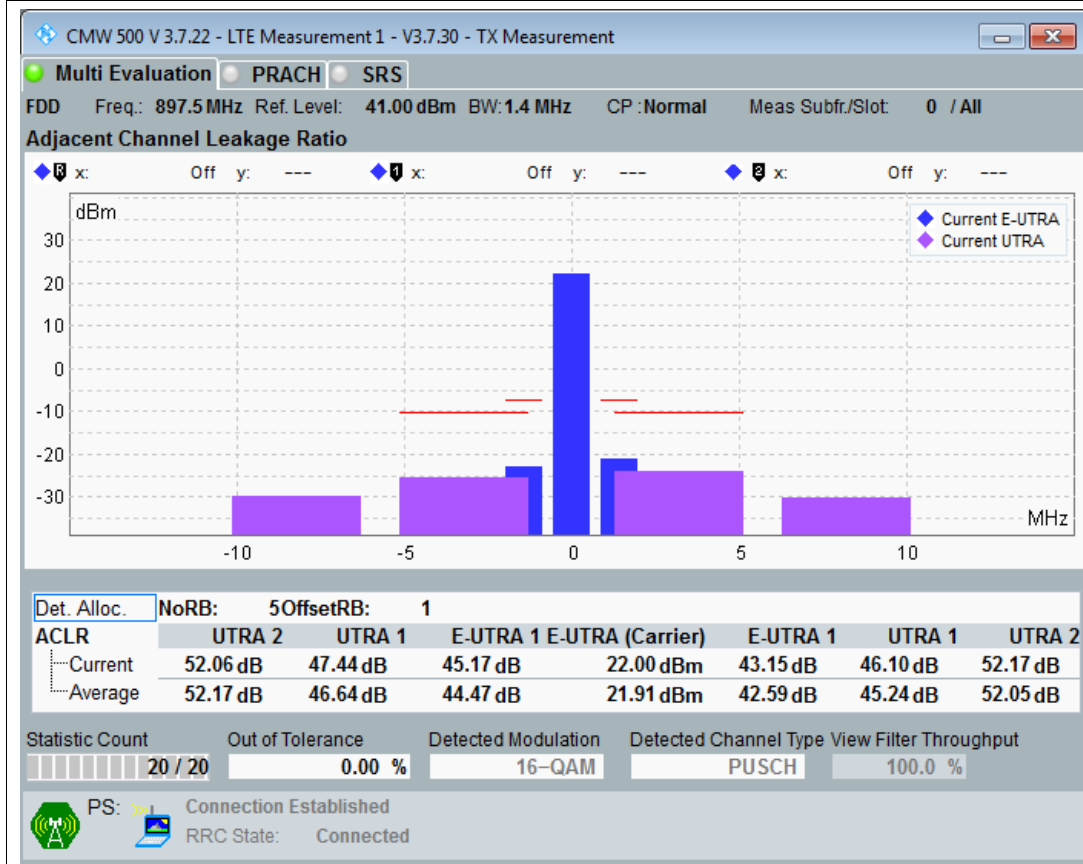 CMW 500 V 3.7.22 - LTE Measurement 1 - V3.7.30 - TX Measurement
Multi Evaluation PRACH SRS
FDD Freq.: 897.5 MHz Ref. Level: 41.00 dBm BW: 1.4 MHz CP : Normal Meas Subfr./Slot: 0 / All
Adjacent Channel Leakage Ratio
R x: Off y: --- 1 x: Off y: --- 2 x: Off y: ---
dBm
Current E-UTRA
Current UTRA
30
20
10
0
-10
-20
-30
MHz
-10 -5 0 5 10
Det. Alloc. NoRB: 5 OffsetRB: 1
ACLR UTRA 2 UTRA 1 E-UTRA 1 E-UTRA (Carrier) E-UTRA 1 UTRA 1 UTRA 2
Current 52.06 dB 47.44 dB 45.17 dB 22.00 dBm 43.15 dB 46.10 dB 52.17 dB
Average 52.17 dB 46.64 dB 44.47 dB 21.91 dBm 42.59 dB 45.24 dB 52.05 dB
Statistic Count Out of Tolerance Detected Modulation Detected Channel Type View Filter Throughput
20 / 20 0.00 % 16-QAM PUSCH 100.0 %
PS: Connection Established
RRC State: Connected